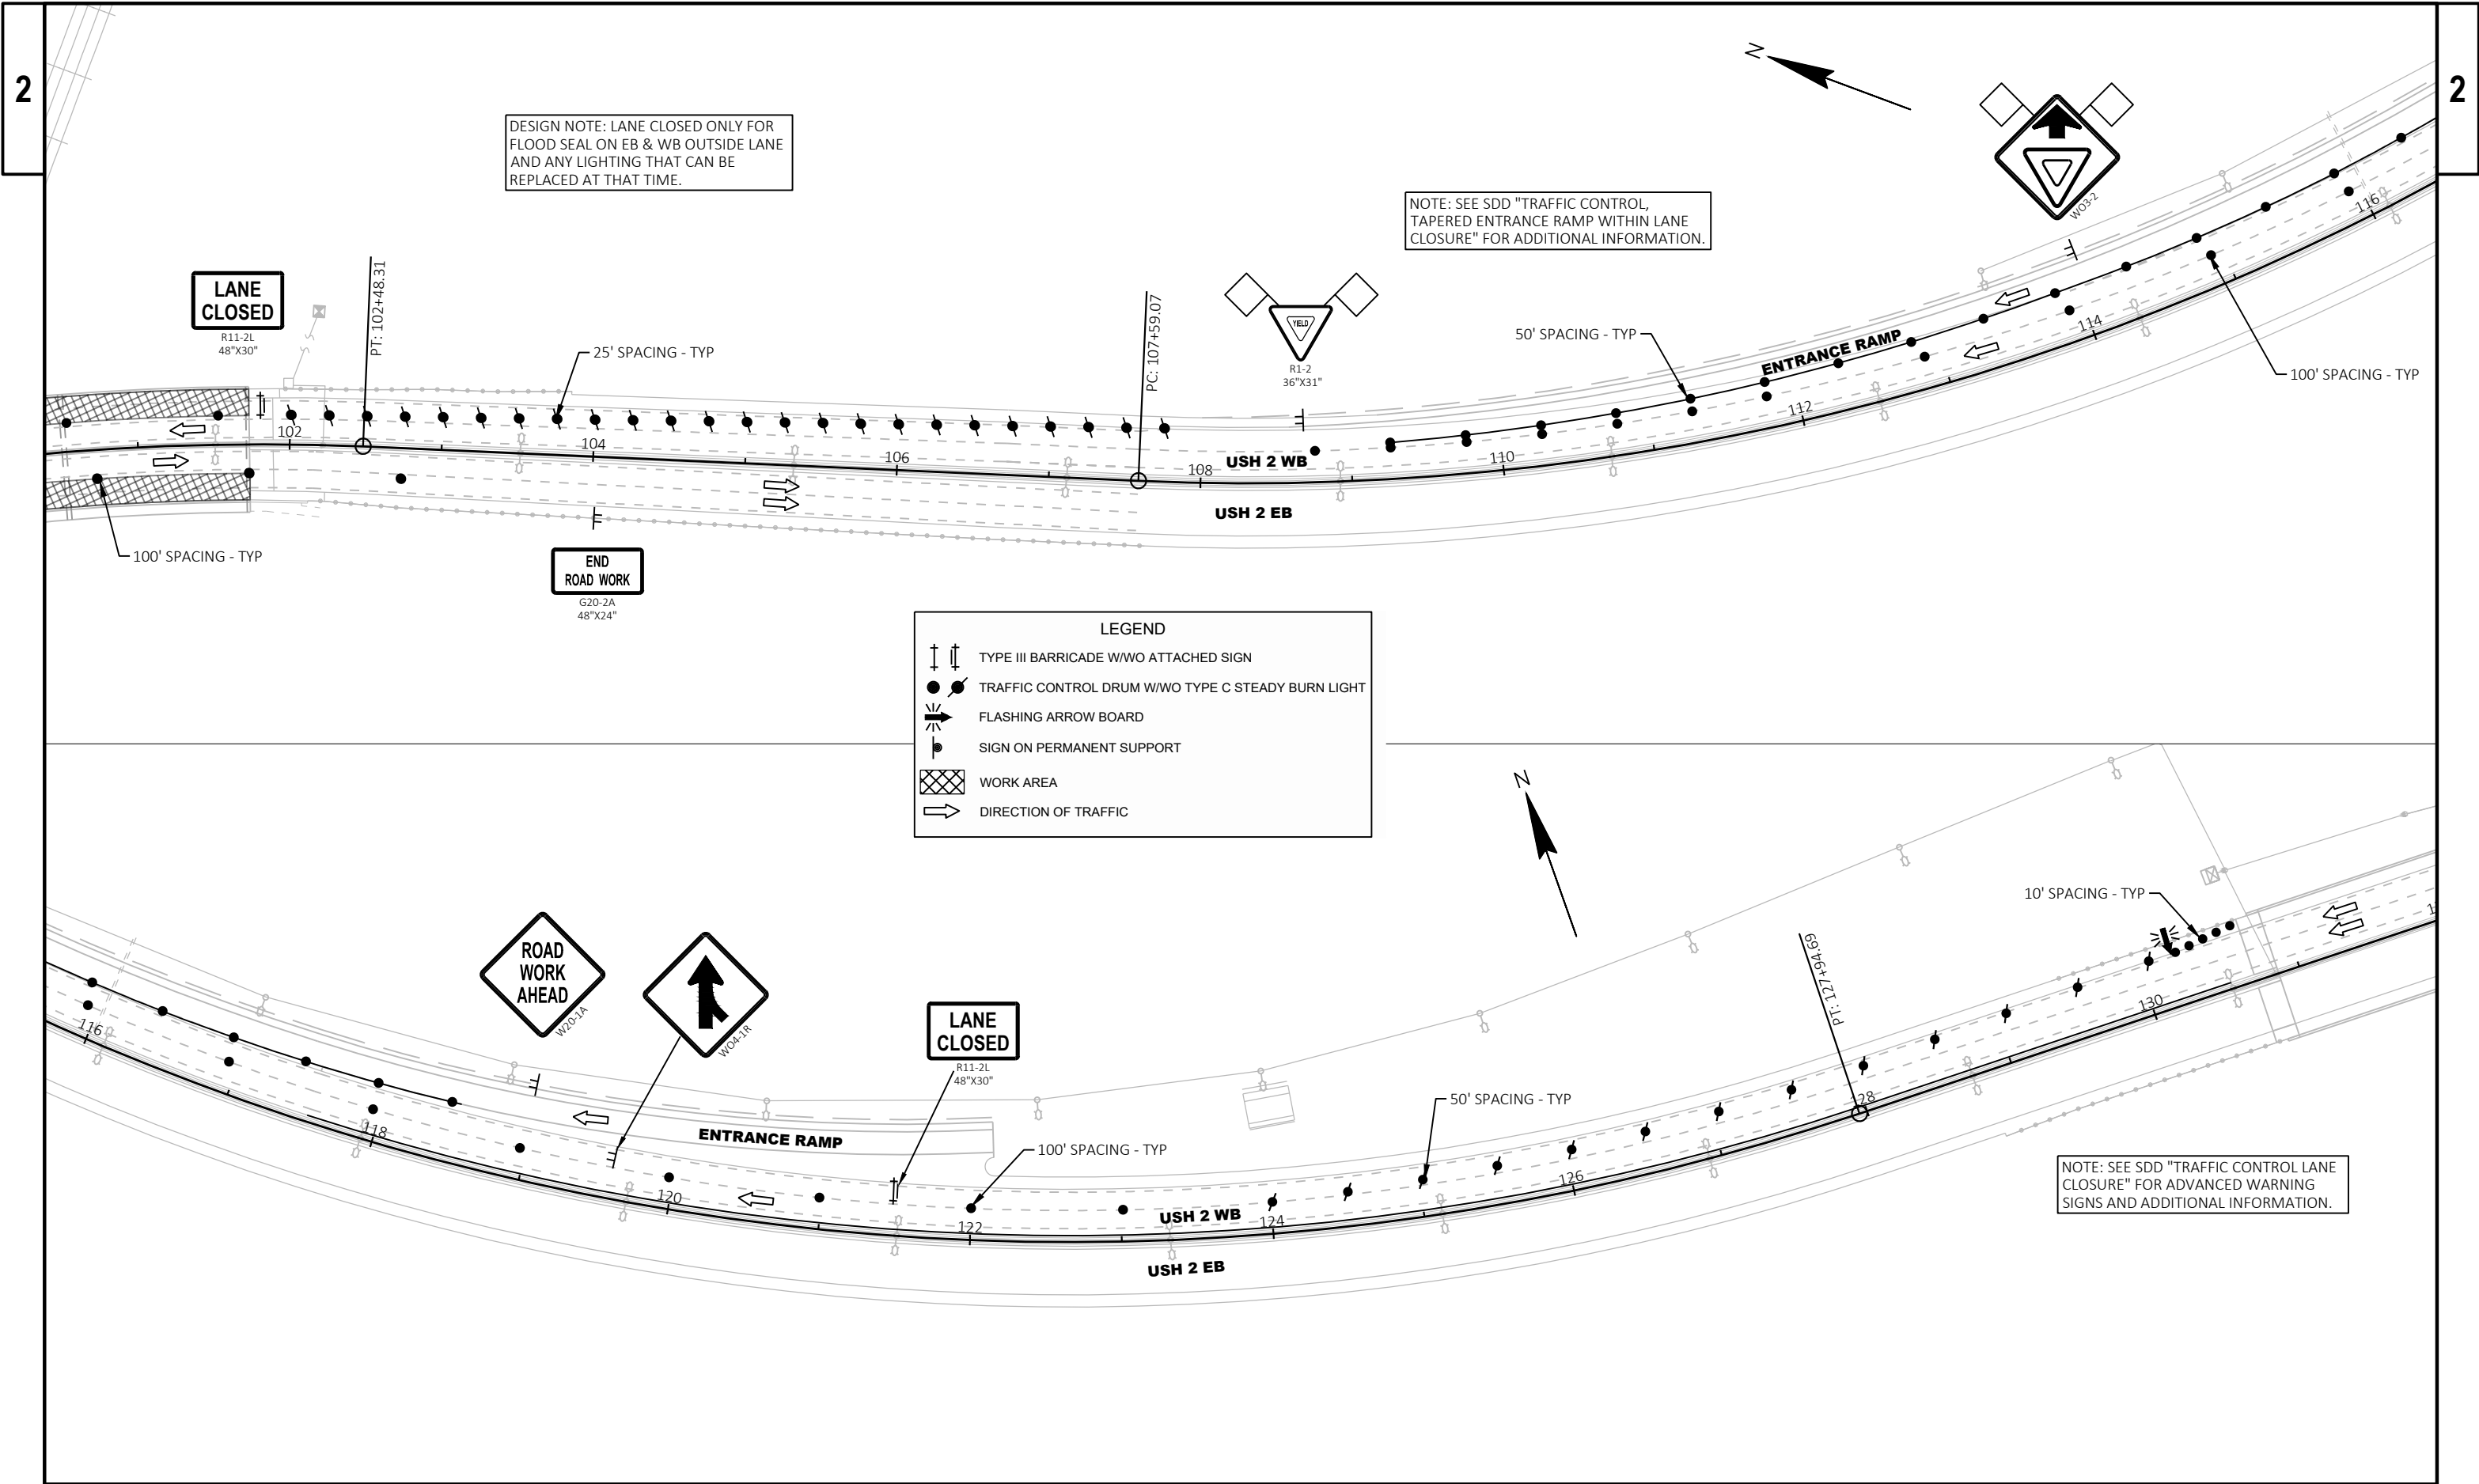 2
2
N
DESIGN NOTE: LANE CLOSED ONLY FOR
FLOOD SEAL ON EB & WB OUTSIDE LANE
AND ANY LIGHTING THAT CAN BE
REPLACED AT THAT TIME.
NOTE: SEE SDD "TRAFFIC CONTROL,
TAPERED ENTRANCE RAMP WITHIN LANE
CLOSURE" FOR ADDITIONAL INFORMATION.
W03-2
116
LANE
CLOSED
R11-2L
48"X30"
PT: 102+48.31
25' SPACING - TYP
PC: 107+59.07
YIELD
R1-2
36"X31"
50' SPACING - TYP
ENTRANCE RAMP
114
100' SPACING - TYP
112
102
104
106
USH 2 WB
108
110
USH 2 EB
100' SPACING - TYP
END
ROAD WORK
G20-2A
48"X24"
LEGEND
TYPE III BARRICADE W/WO ATTACHED SIGN
TRAFFIC CONTROL DRUM W/WO TYPE C STEADY BURN LIGHT
FLASHING ARROW BOARD
SIGN ON PERMANENT SUPPORT
WORK AREA
DIRECTION OF TRAFFIC
N
10' SPACING - TYP
ROAD
WORK
AHEAD
W20-1A
W04-1R
LANE
CLOSED
R11-2L
48"X30"
PT: 127+94.69
130
116
118
ENTRANCE RAMP
100' SPACING - TYP
50' SPACING - TYP
128
126
120
122
USH 2 WB
124
USH 2 EB
NOTE: SEE SDD "TRAFFIC CONTROL LANE
CLOSURE" FOR ADVANCED WARNING
SIGNS AND ADDITIONAL INFORMATION.